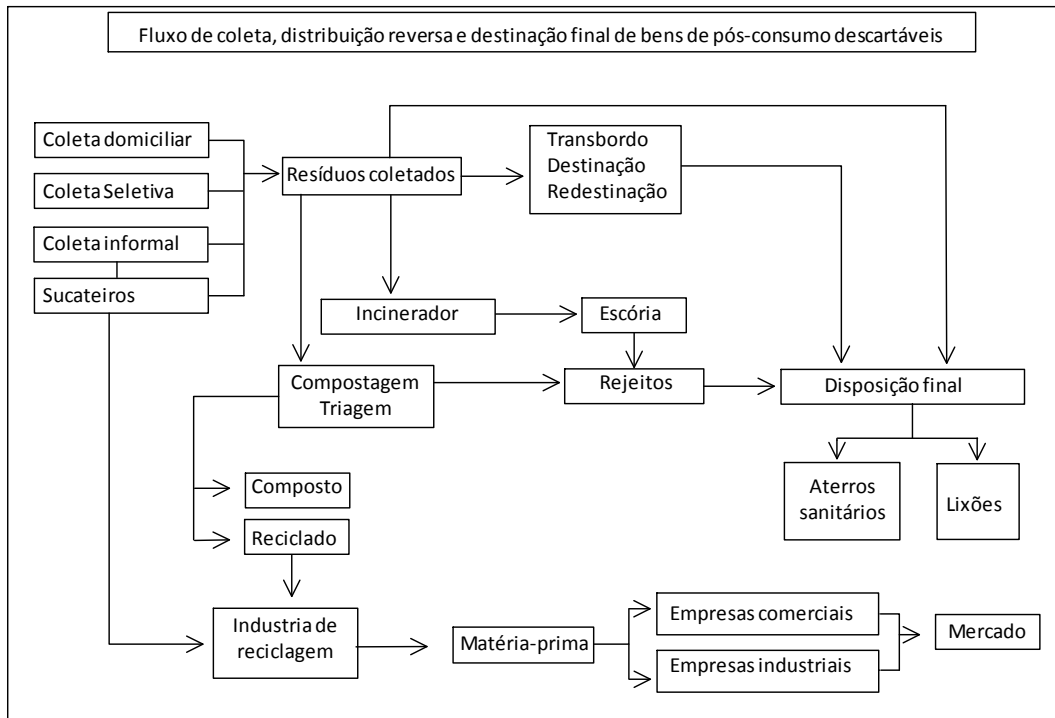 Fluxo de coleta, distribuição reversa e destinação final de bens de pós-consumo descartáveis
Coleta domiciliar
Coleta Seletiva
Coleta informal
Sucateiros
Resíduos coletados
Transbordo
Destinação
Redestinação
Incinerador
Escória
Compostagem
Triagem
Rejeitos
Disposição final
Composto
Reciclado
Aterros
sanitários
Lixões
Industria de
reciclagem
Matéria-prima
Empresas comerciais
Empresas industriais
Mercado